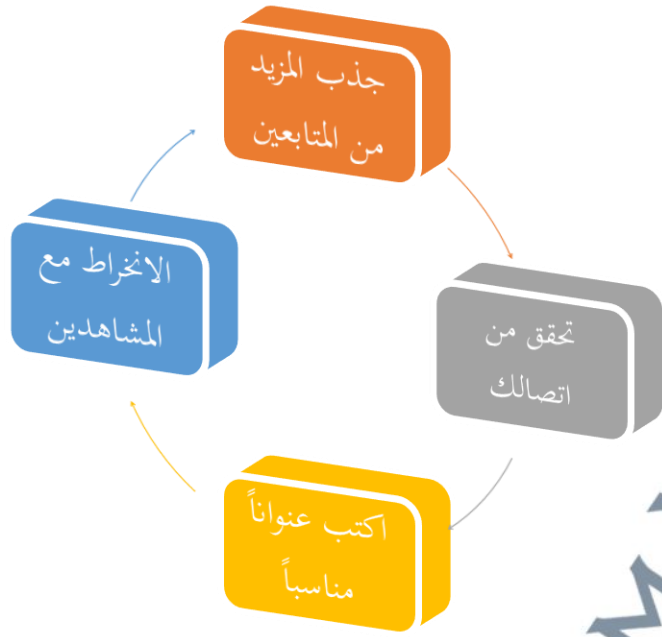 جذب المزيد
من المتابعين
تحقق من
اتصالك
اكتب عنواناً
مناسباً
الانخراط مع
المشاهدين